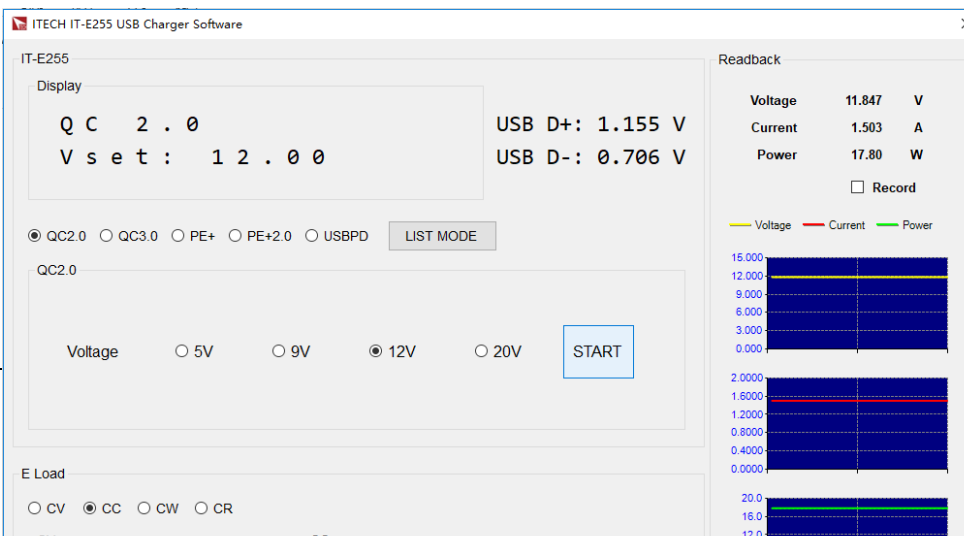 ITECH IT-E255 USB Charger Software
IT-E255
Display
QC 2.0
Vset: 12.00
USB D+: 1.155 V
USB D-: 0.706 V
QC2.0 QC3.0 PE+ PE+2.0 USBPD LIST MODE
QC2.0
Voltage 5V 9V 12V 20V START
E Load
CV CC CW CR
Readback
Voltage 11.847 V
Current 1.503 A
Power 17.80 W
Record
Voltage Current Power
15.000
12.000
9.000
6.000
3.000
0.000
2.0000
1.6000
1.2000
0.8000
0.4000
0.0000
20.0
16.0
12.0